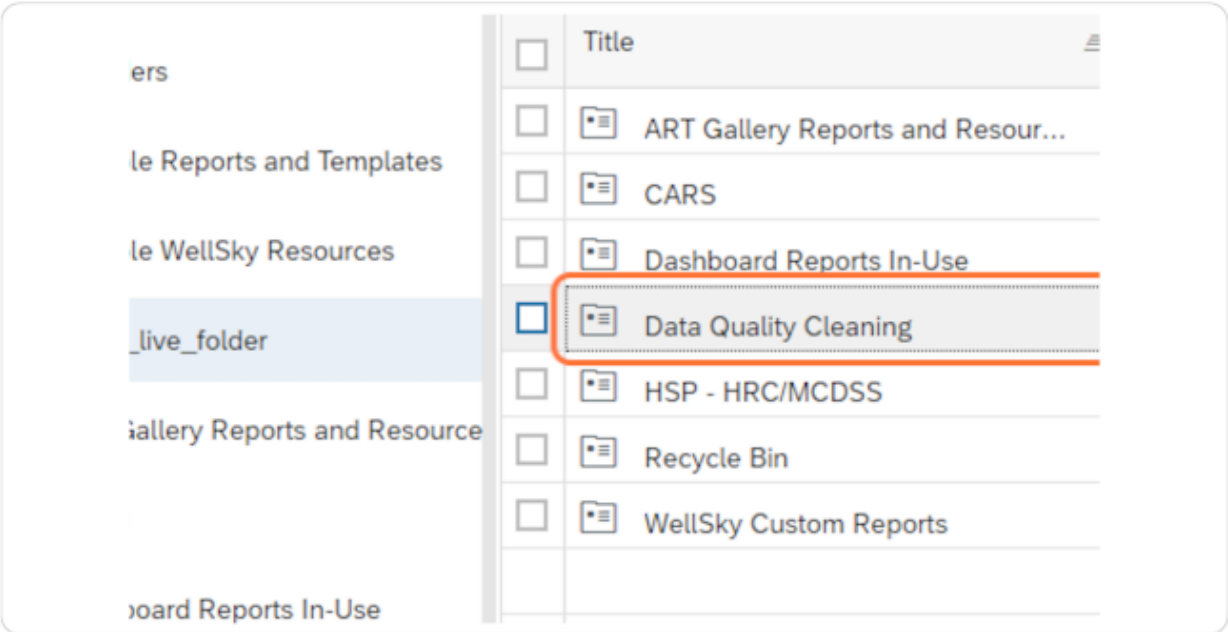 ers
le Reports and Templates
le WellSky Resources
_live_folder
Gallery Reports and Resource
board Reports In-Use
Title
ART Gallery Reports and Resour...
CARS
Dashboard Reports In-Use
Data Quality Cleaning
HSP - HRC/MCDSS
Recycle Bin
WellSky Custom Reports